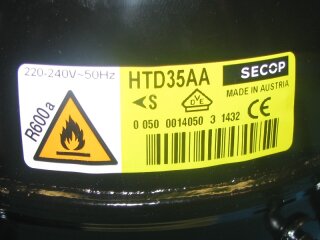 220-240V~50Hz
HTD35AA
SECOP
MADE IN AUSTRIA
S
VDE
CE
R600a
0 050 0014050 3 1432